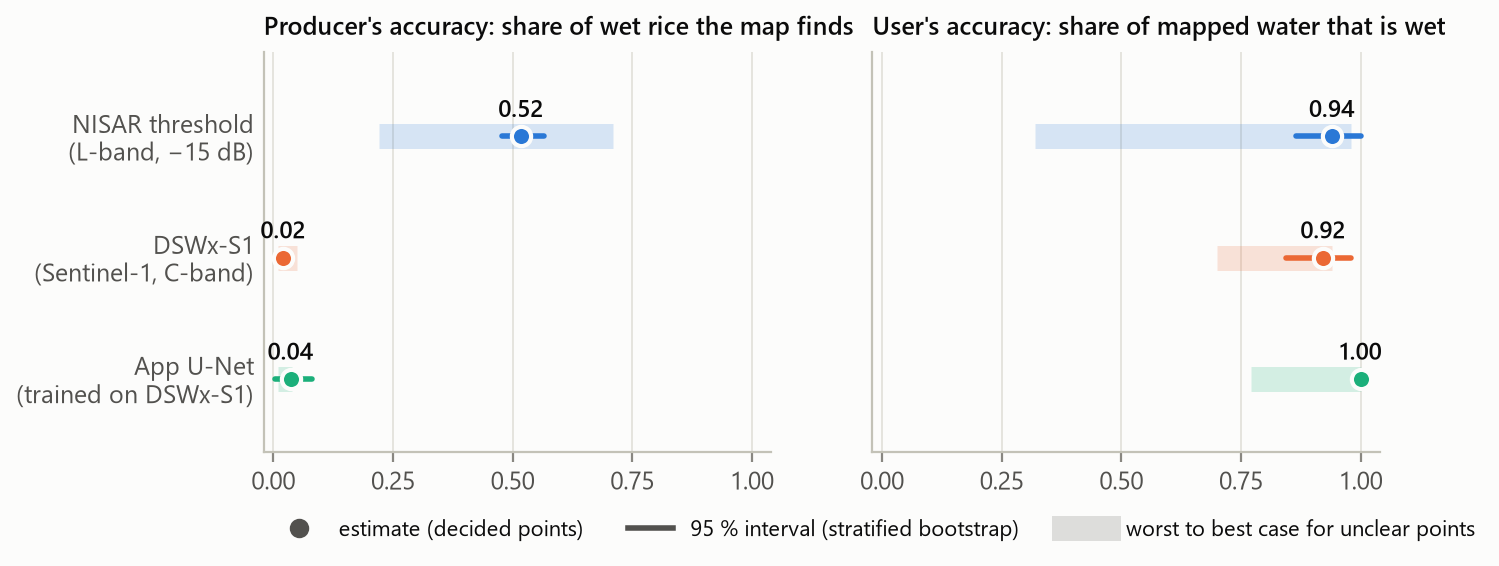 Producer's accuracy: share of wet rice the map finds
User's accuracy: share of mapped water that is wet
NISAR threshold
(L-band, −15 dB)
0.52
0.94
DSWx-S1
(Sentinel-1, C-band)
0.02
0.92
App U-Net
(trained on DSWx-S1)
0.04
1.00
0.00 0.25 0.50 0.75 1.00
0.00 0.25 0.50 0.75 1.00
estimate (decided points)
95 % interval (stratified bootstrap)
worst to best case for unclear points